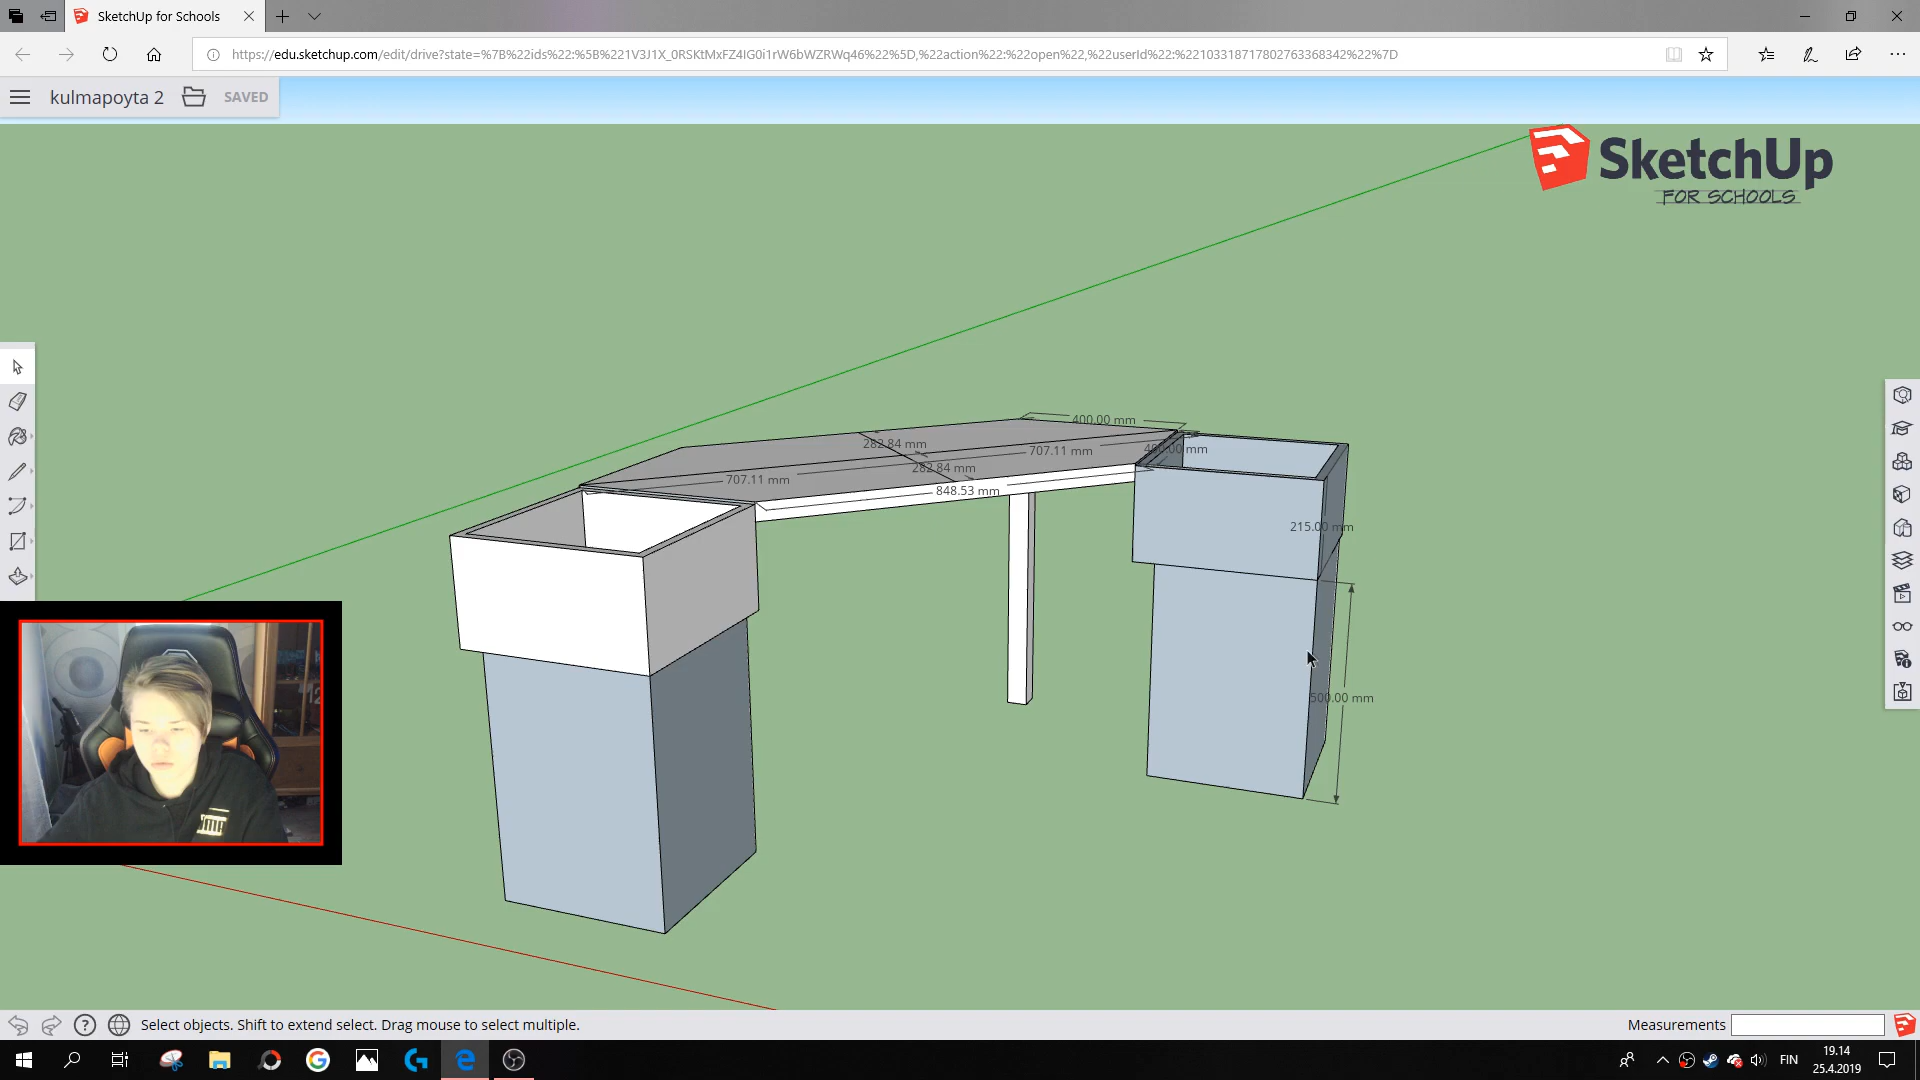 SketchUp for Schools
https://edu.sketchup.com/edit/drive?state=%7B%22ids%22:%5B%221V3J1X_0RSKtMxFZ4IG0i1rW6bWZRWq46%22%5D,%22action%22:%22open%22,%22userId%22:%22103318717802763368342%22%7D
kulmapoyta 2
SAVED
SketchUp
FOR SCHOOLS
400.00 mm
282.84 mm
707.11 mm
282.84 mm
707.11 mm
848.53 mm
215.00 mm
500.00 mm
Select objects. Shift to extend select. Drag mouse to select multiple.
Measurements
FIN
19.14
25.4.2019